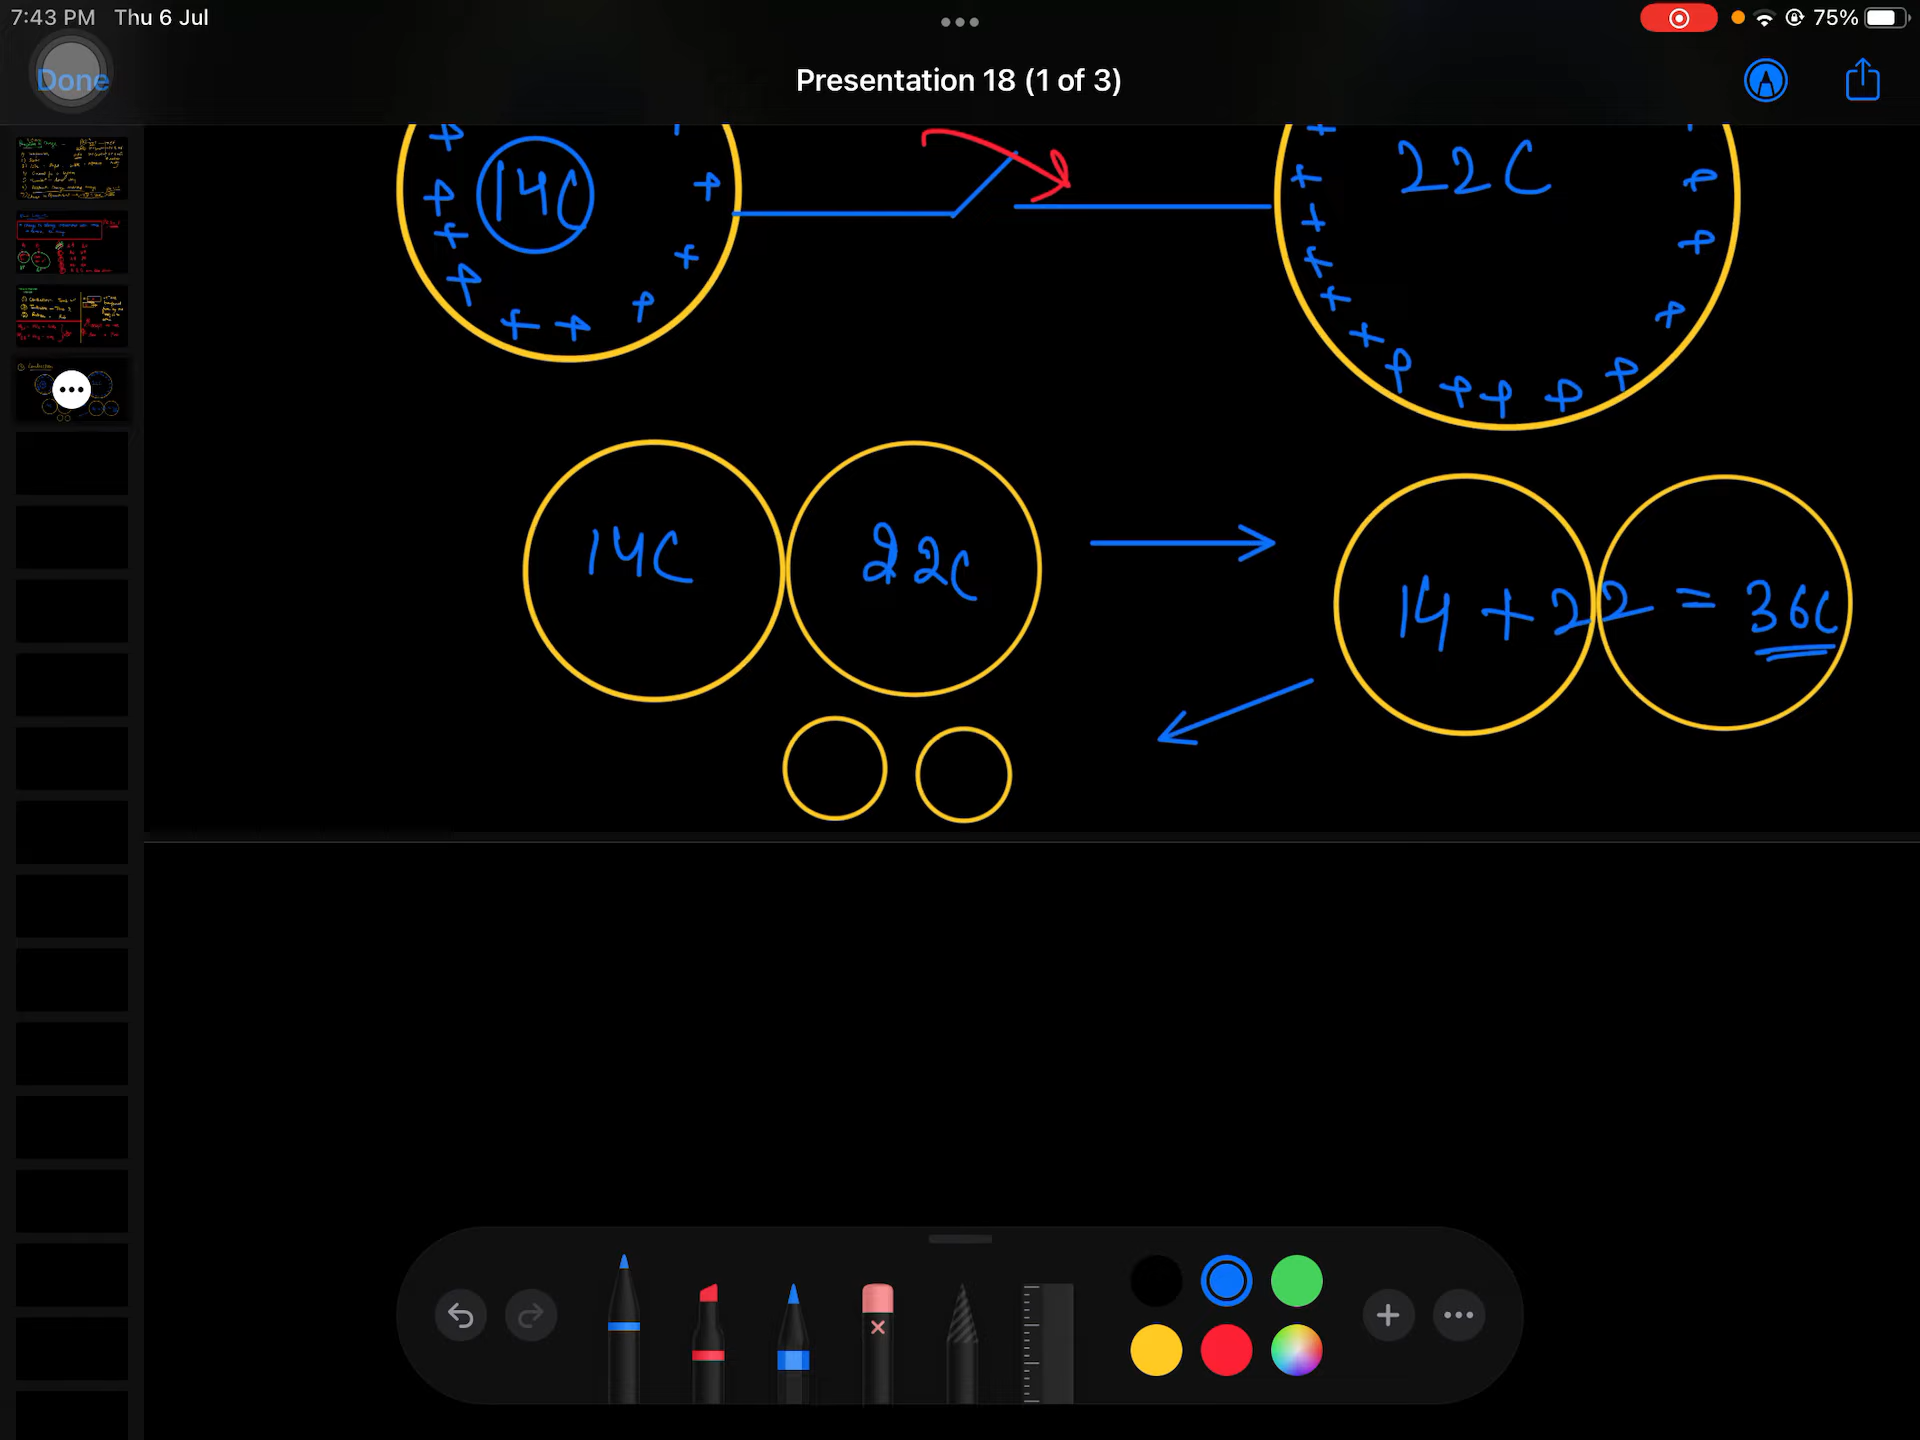 7:43 PM Thu 6 Jul
75%
Done
Presentation 18 (1 of 3)
14C
22C
14C
22C
14 + 22 = 36C